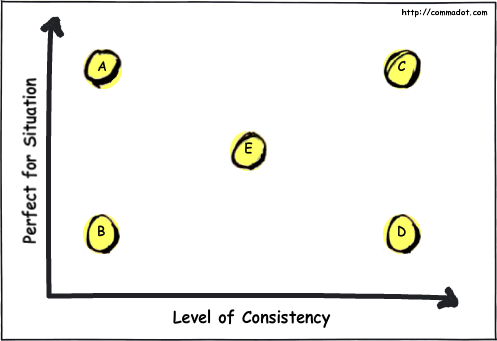 http://commadot.com
A
C
E
B
D
Perfect for Situation
Level of Consistency